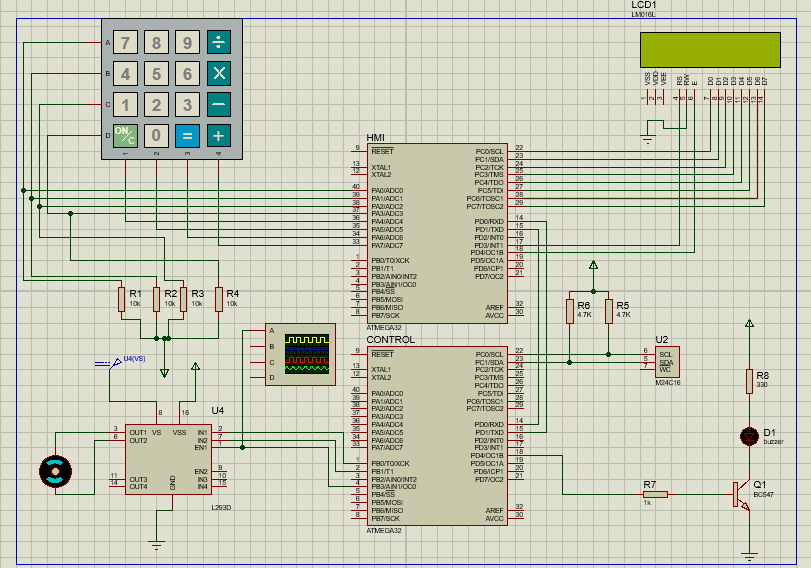 LCD1
LM016L
VSS VDD VEE RS RW E D0 D1 D2 D3 D4 D5 D6 D7
1 2 3 4 5 6 7 8 9 10 11 12 13 14
A 7 8 9 ÷
B 4 5 6 ×
C 1 2 3 −
D ON/C 0 = +
1 2 3 4
HMI
9 RESET PC0/SCL 22
PC1/SDA 23
13 XTAL1 PC2/TCK 24
12 XTAL2 PC3/TMS 25
PC4/TDO 26
40 PA0/ADC0 PC5/TDI 27
39 PA1/ADC1 PC6/TOSC1 28
38 PA2/ADC2 PC7/TOSC2 29
37 PA3/ADC3
36 PA4/ADC4 PD0/RXD 14
35 PA5/ADC5 PD1/TXD 15
34 PA6/ADC6 PD2/INT0 16
33 PA7/ADC7 PD3/INT1 17
PD4/OC1B 18
1 PB0/T0/XCK PD5/OC1A 19
2 PB1/T1 PD6/ICP1 20
3 PB2/AIN0/INT2 PD7/OC2 21
4 PB3/AIN1/OC0
5 PB4/SS
6 PB5/MOSI
7 PB6/MISO AREF 32
8 PB7/SCK AVCC 30
ATMEGA32
R1
10k
R2
10k
R3
10k
R4
10k
A
B
C
D
R6
4.7K
R5
4.7K
CONTROL
9 RESET PC0/SCL 22
PC1/SDA 23
13 XTAL1 PC2/TCK 24
12 XTAL2 PC3/TMS 25
PC4/TDO 26
40 PA0/ADC0 PC5/TDI 27
39 PA1/ADC1 PC6/TOSC1 28
38 PA2/ADC2 PC7/TOSC2 29
37 PA3/ADC3
36 PA4/ADC4 PD0/RXD 14
35 PA5/ADC5 PD1/TXD 15
34 PA6/ADC6 PD2/INT0 16
33 PA7/ADC7 PD3/INT1 17
PD4/OC1B 18
1 PB0/T0/XCK PD5/OC1A 19
2 PB1/T1 PD6/ICP1 20
3 PB2/AIN0/INT2 PD7/OC2 21
4 PB3/AIN1/OC0
5 PB4/SS
6 PB5/MOSI
7 PB6/MISO AREF 32
8 PB7/SCK AVCC 30
ATMEGA32
U2
6 SCL
5 SDA
7 WC
M24C16
R8
330
D1
buzzer
Q1
BC547
R7
1k
U4(VS)
U4
8 16
3 OUT1 VS VSS IN1 2
6 OUT2 IN2 7
EN1 1
EN2 9
11 OUT3 IN3 10
14 OUT4 GND IN4 15
L293D